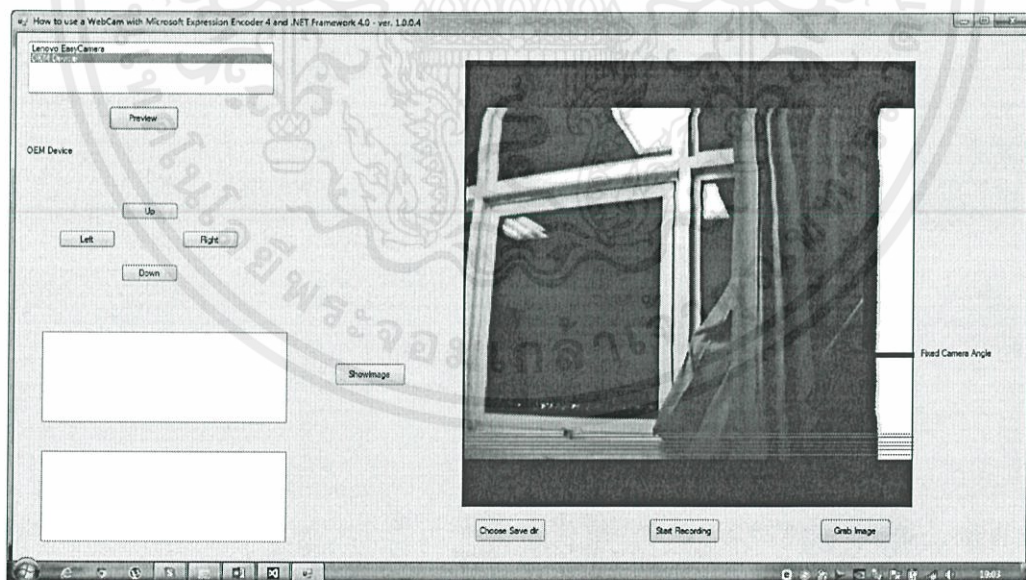 How to use a WebCam with Microsoft Expression Encoder 4 and .NET Framework 4.0 - ver. 1.0.0.4
Lenovo EasyCamera
OEM Device
Preview
OEM Device
Up
Left
Right
Down
ShowImage
Fixed Camera Angle
Choose Save dir
Start Recording
Grab Image
19:03